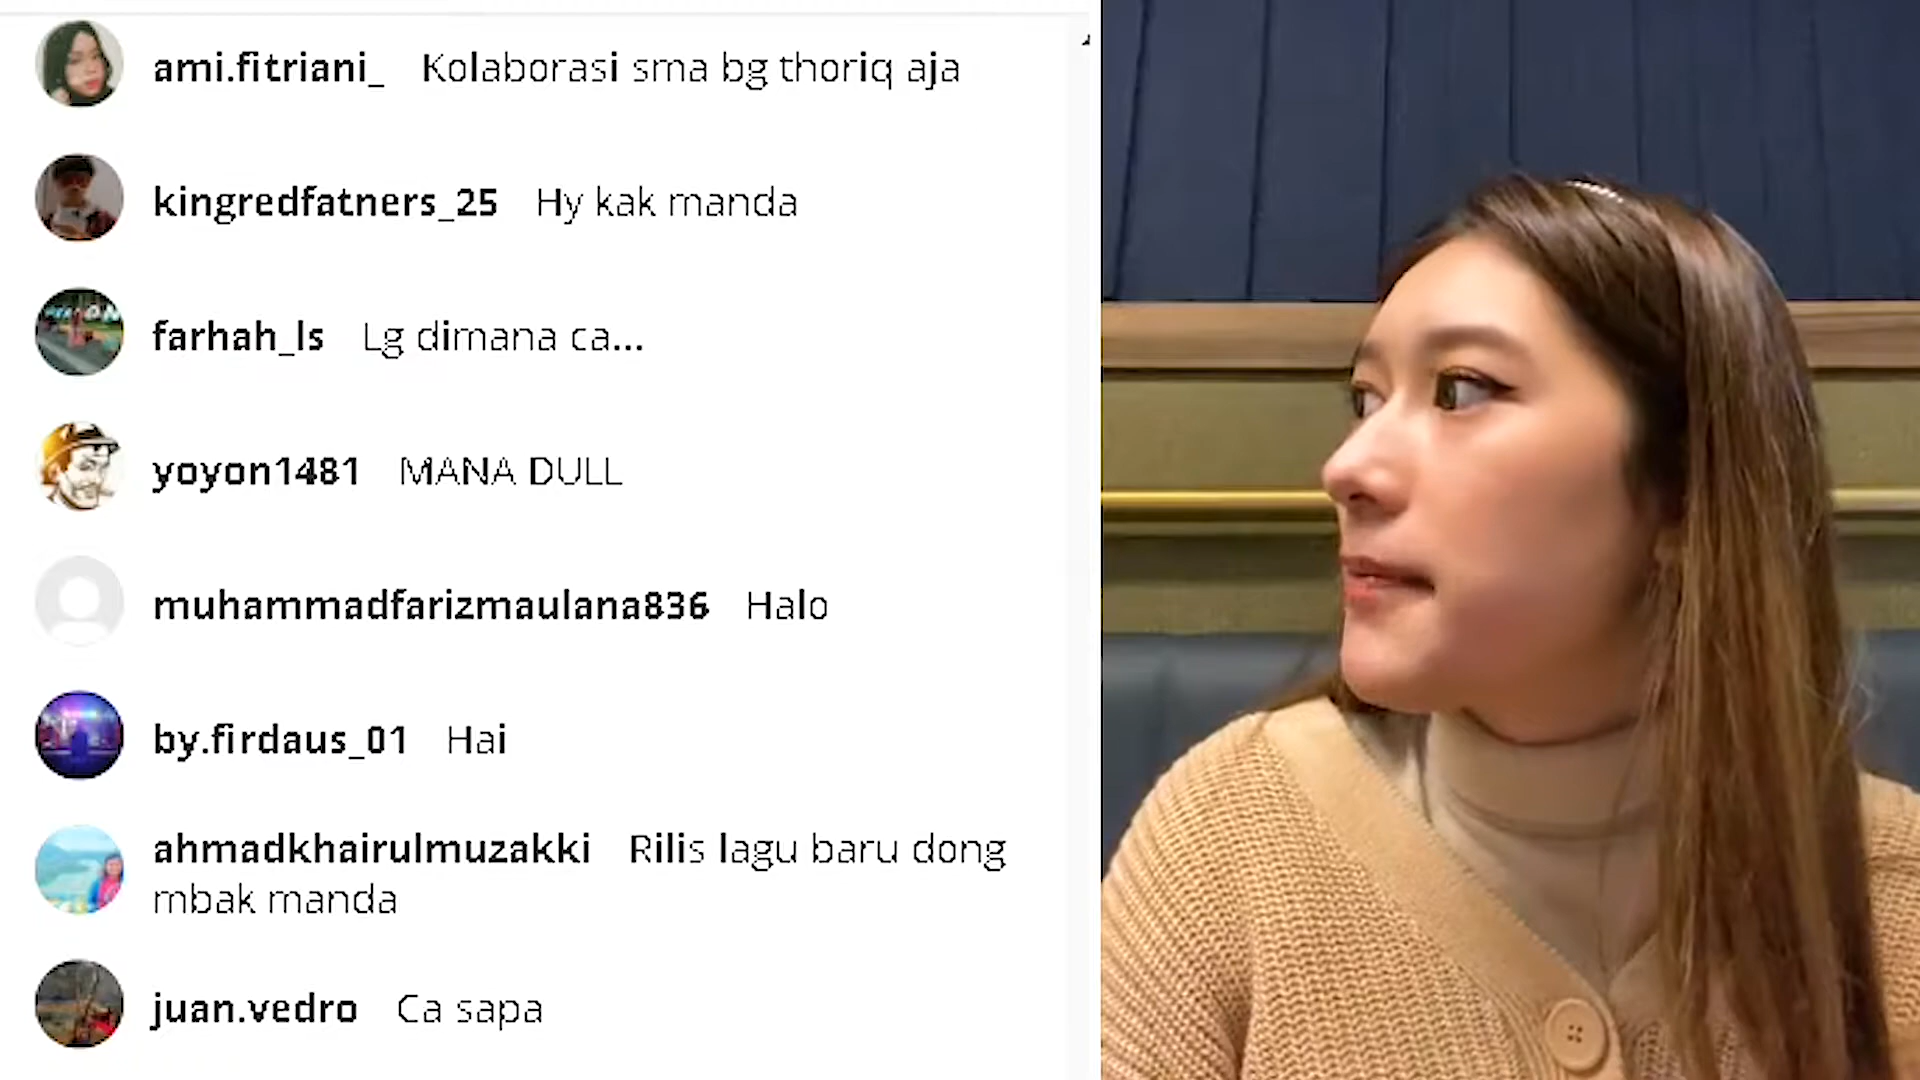 ami.fitriani_ Kolaborasi sma bg thoriq aja
kingredfatners_25 Hy kak manda
farhah_ls Lg dimana ca...
yoyon1481 MANA DULL
muhammadfarizmaulana836 Halo
by.firdaus_01 Hai
ahmadkhairulmuzakki Rilis lagu baru dong
mbak manda
juan.vedro Ca sapa